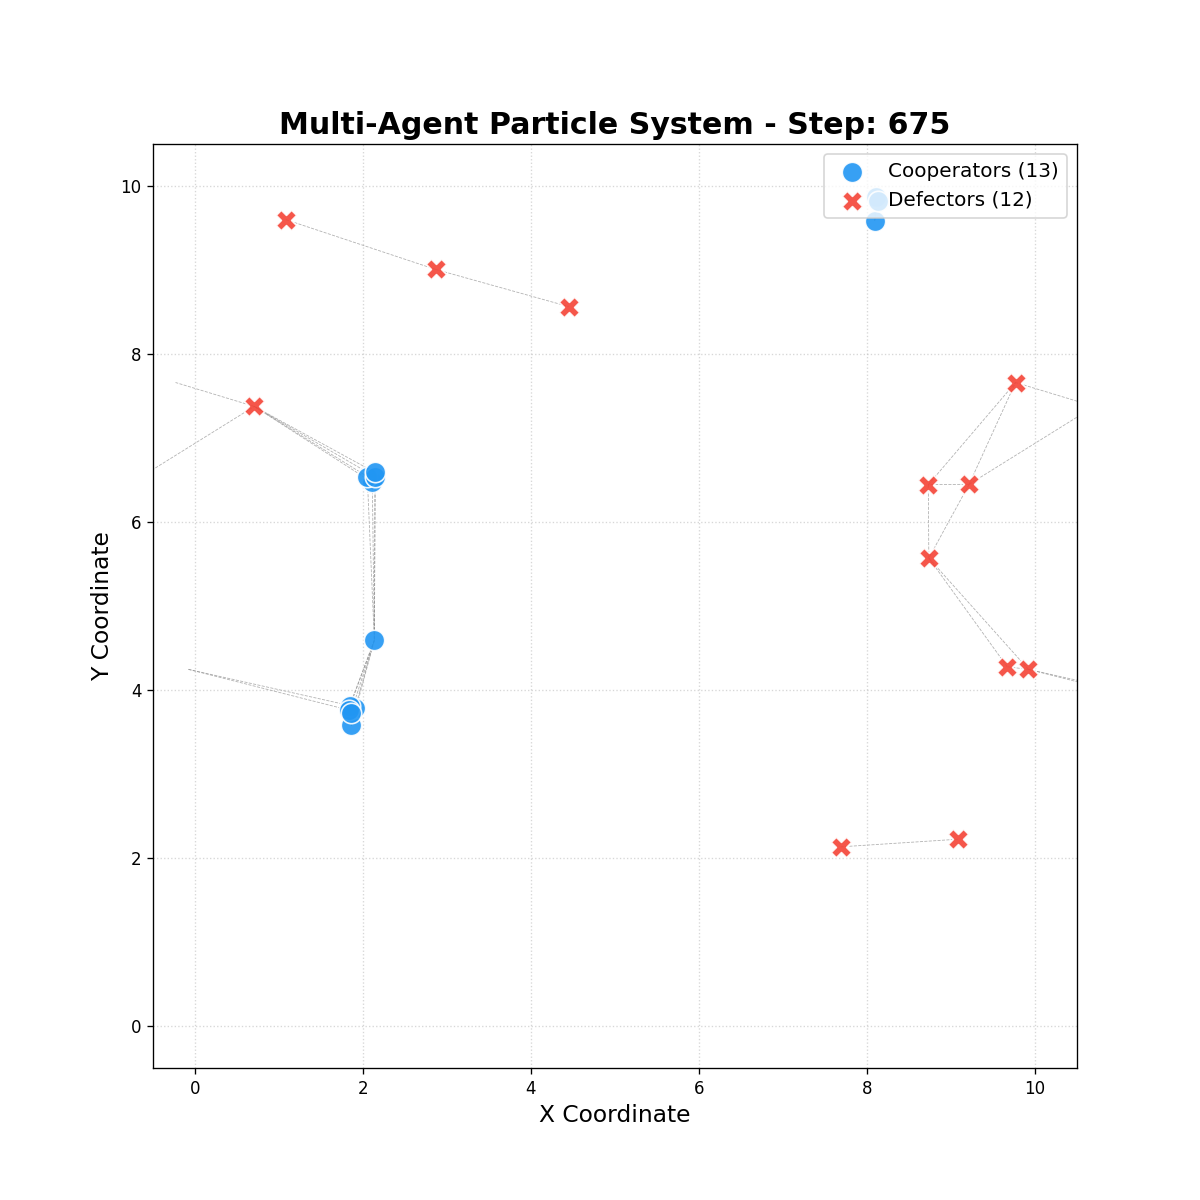 Multi-Agent Particle System - Step: 675
Cooperators (13)
Defectors (12)
10
8
6
4
2
0
Y Coordinate
0 2 4 6 8 10
X Coordinate